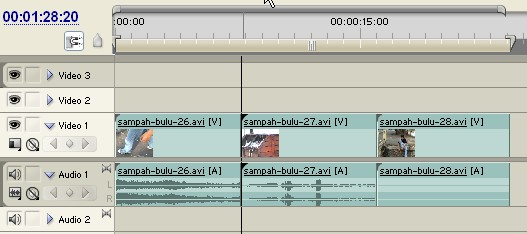 00:01:28:20
:00:00 00:00:15:00
Video 3
Video 2
Video 1
sampah-bulu-26.avi [V] sampah-bulu-27.avi [V] sampah-bulu-28.avi [V]
Audio 1
sampah-bulu-26.avi [A] sampah-bulu-27.avi [A] sampah-bulu-28.avi [A]
L
R
Audio 2